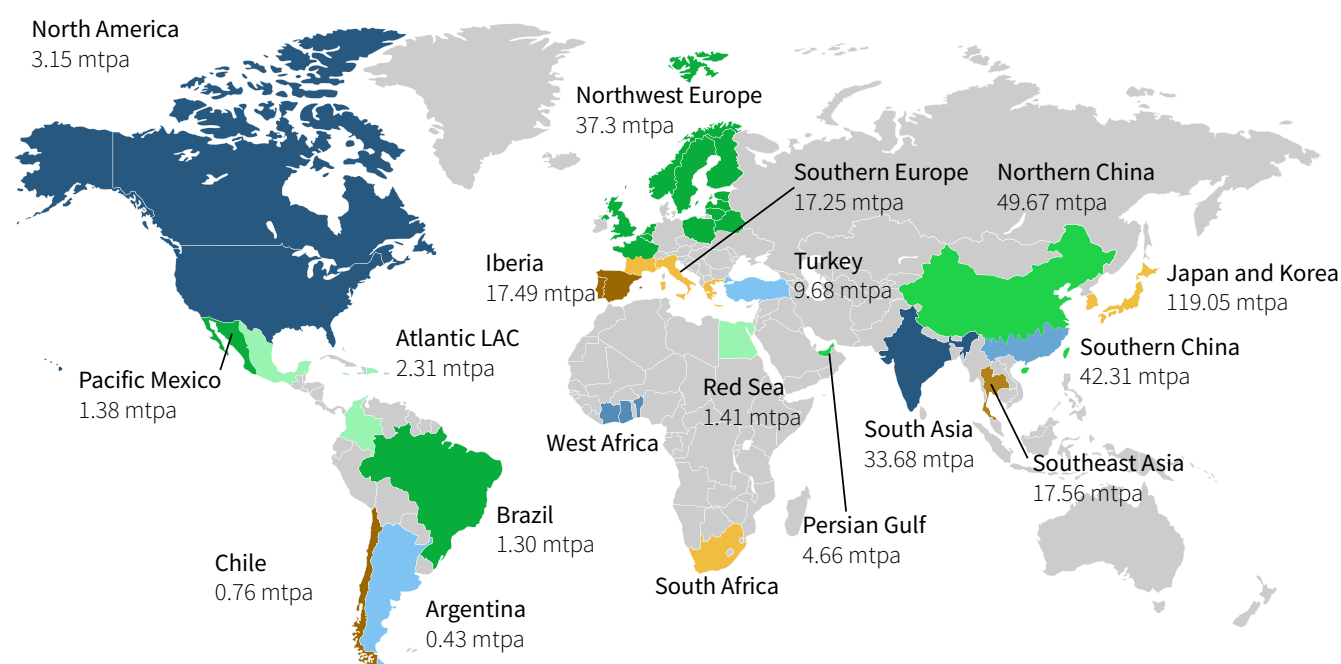 North America
3.15 mtpa
Northwest Europe
37.3 mtpa
Southern Europe
17.25 mtpa
Northern China
49.67 mtpa
Iberia
17.49 mtpa
Turkey
9.68 mtpa
Japan and Korea
119.05 mtpa
Atlantic LAC
2.31 mtpa
Southern China
42.31 mtpa
Pacific Mexico
1.38 mtpa
Red Sea
1.41 mtpa
West Africa
South Asia
33.68 mtpa
Southeast Asia
17.56 mtpa
Brazil
1.30 mtpa
Persian Gulf
4.66 mtpa
Chile
0.76 mtpa
South Africa
Argentina
0.43 mtpa